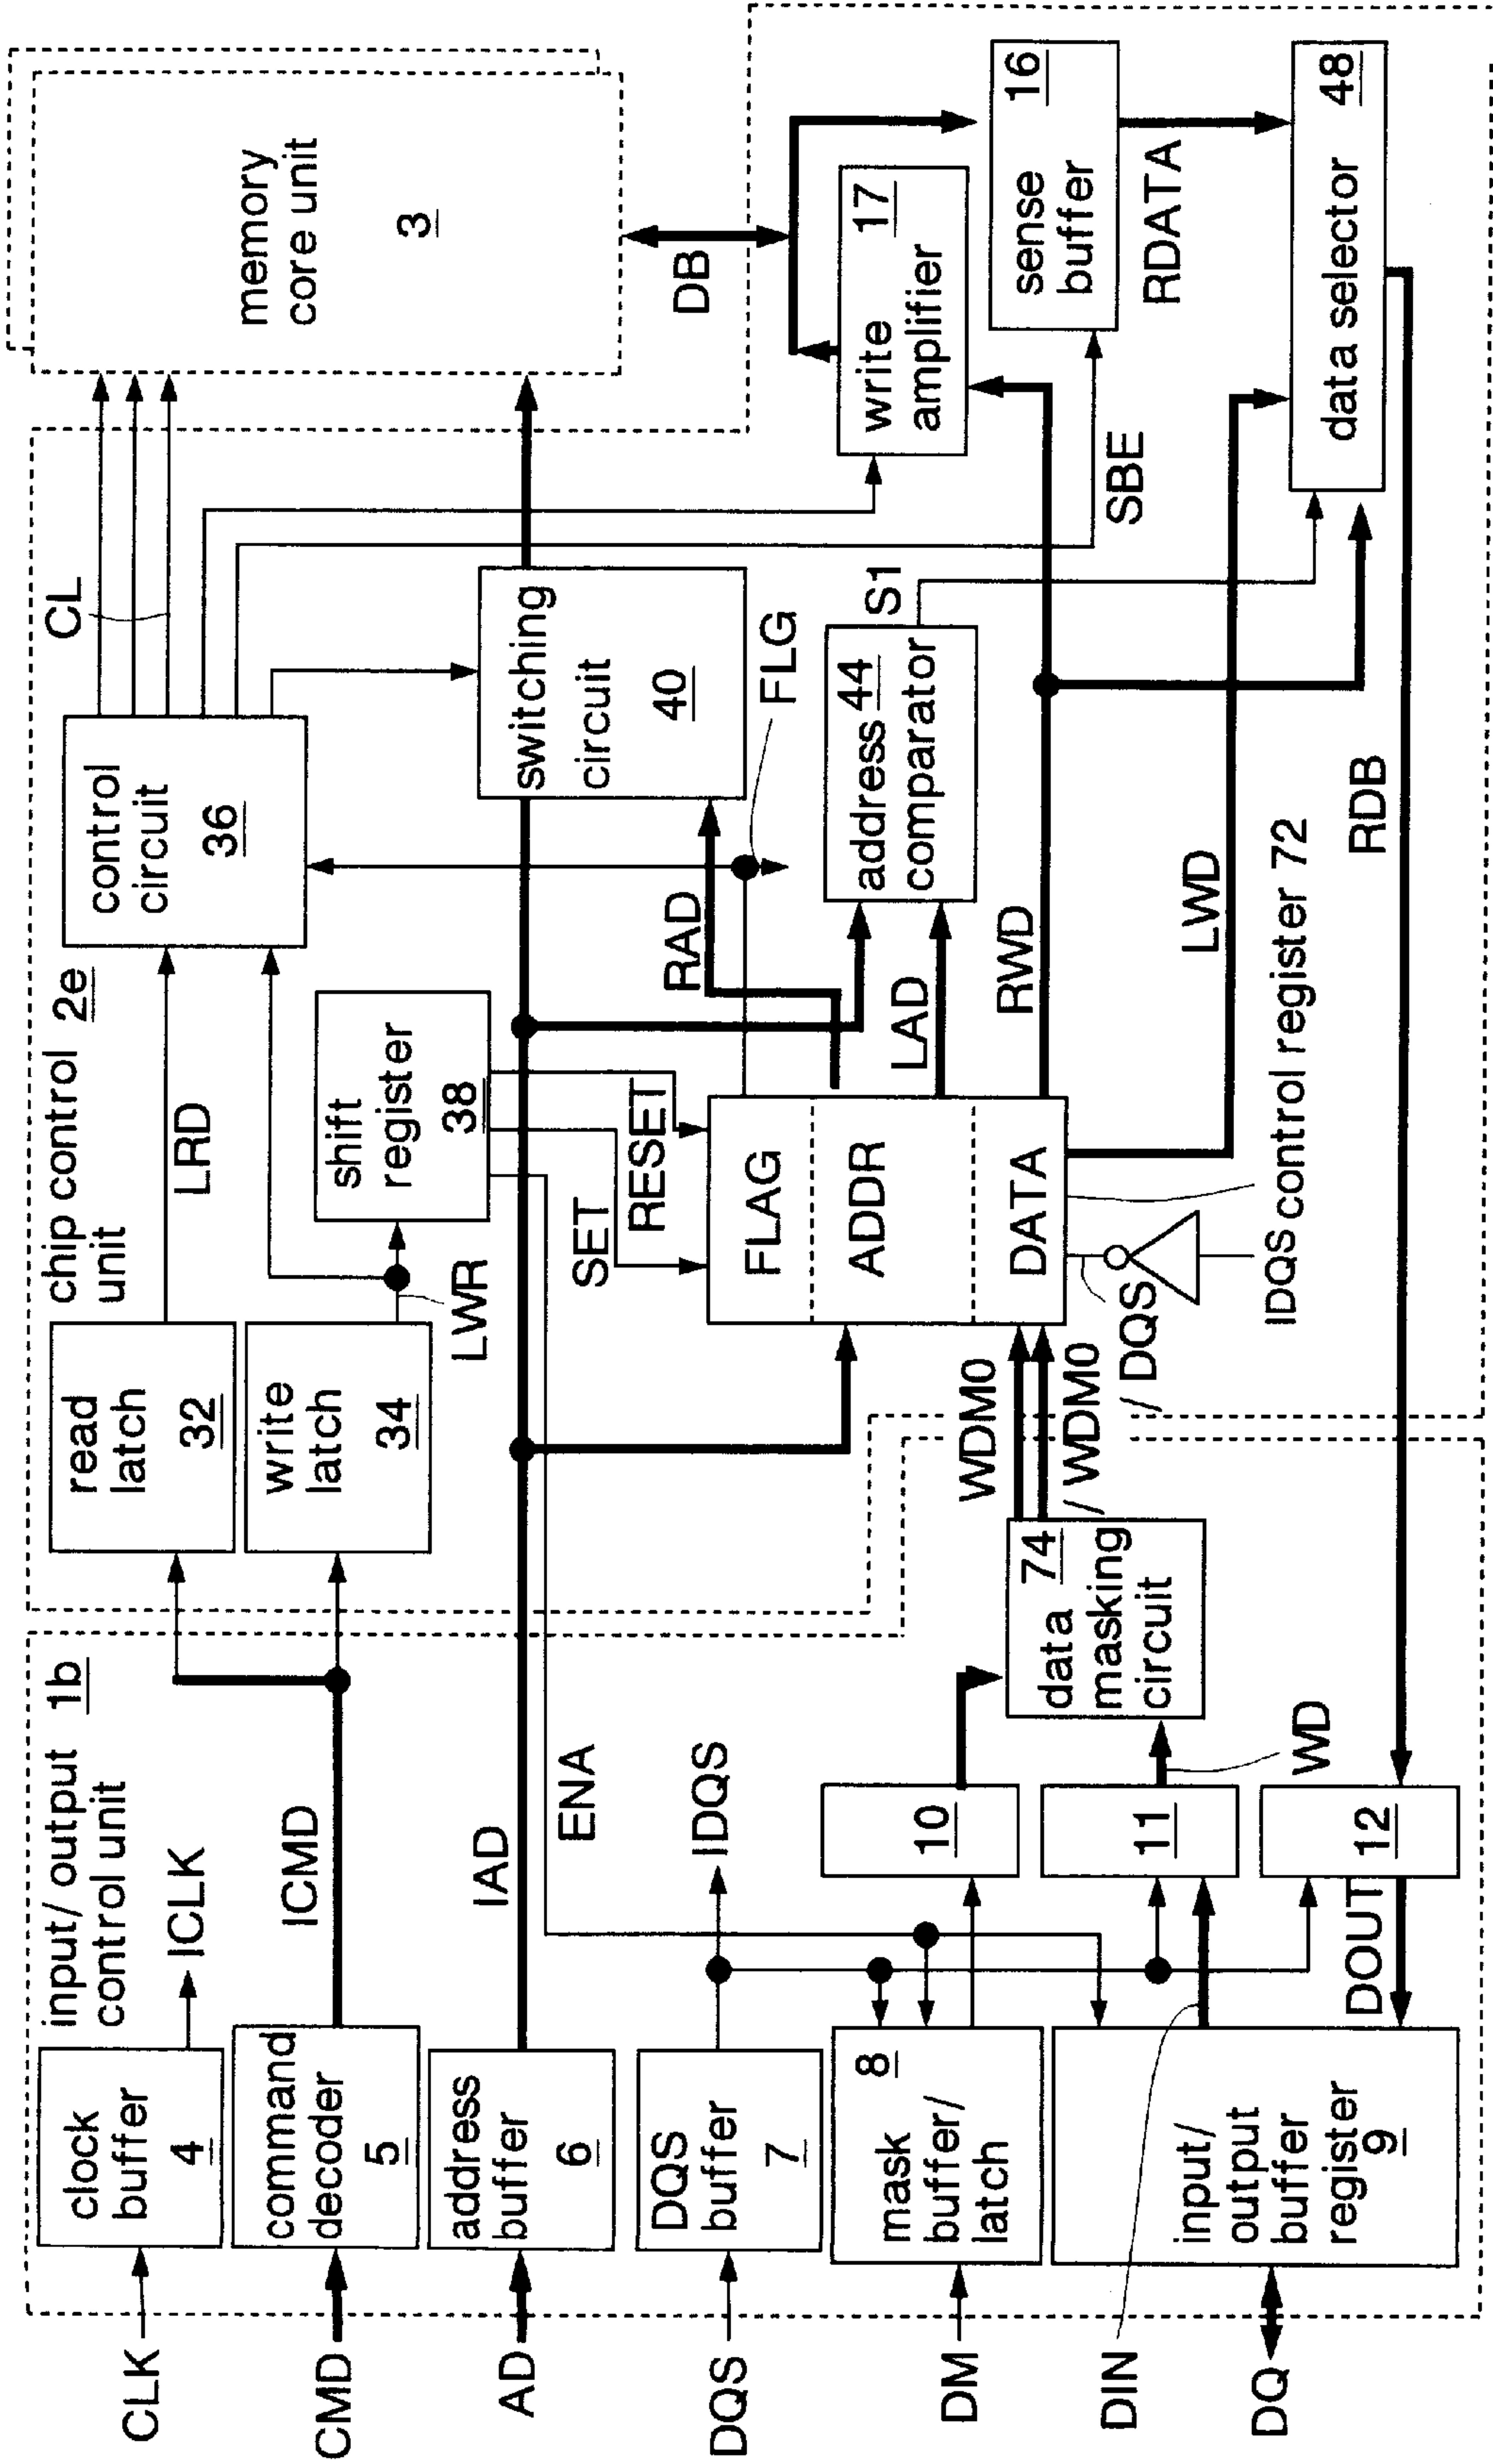 input/ output 1b
control unit
CLK
clock
buffer
4
ICLK
CMD
command
decoder
5
ICMD
AD
address
buffer
6
IAD
ENA
DQS
DQS
buffer
7
IDQS
DM
mask
buffer/
latch
8
DIN
DQ
input/
output
buffer
register
9
10
11
12
DOUT
WD
data
masking
circuit
74
WDM0
/ WDM0
chip control 2e
unit
read
latch
32
write
latch
34
LRD
LWR
shift
register
38
SET
RESET
control
circuit
36
CL
FLAG
ADDR
DATA
/ DQS
IDQS
control register 72
RAD
LAD
RWD
LWD
RDB
switching
circuit
40
FLG
address
comparator
44
S1
SBE
memory
core unit
3
DB
write
amplifier
17
sense
buffer
16
RDATA
data selector 48